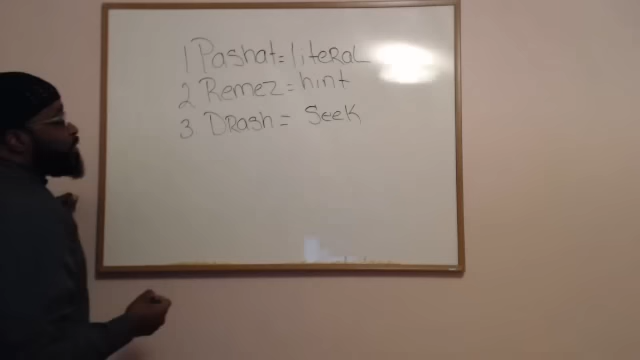 1 Pashat = literal
2 Remez = hint
3 Drash = Seek